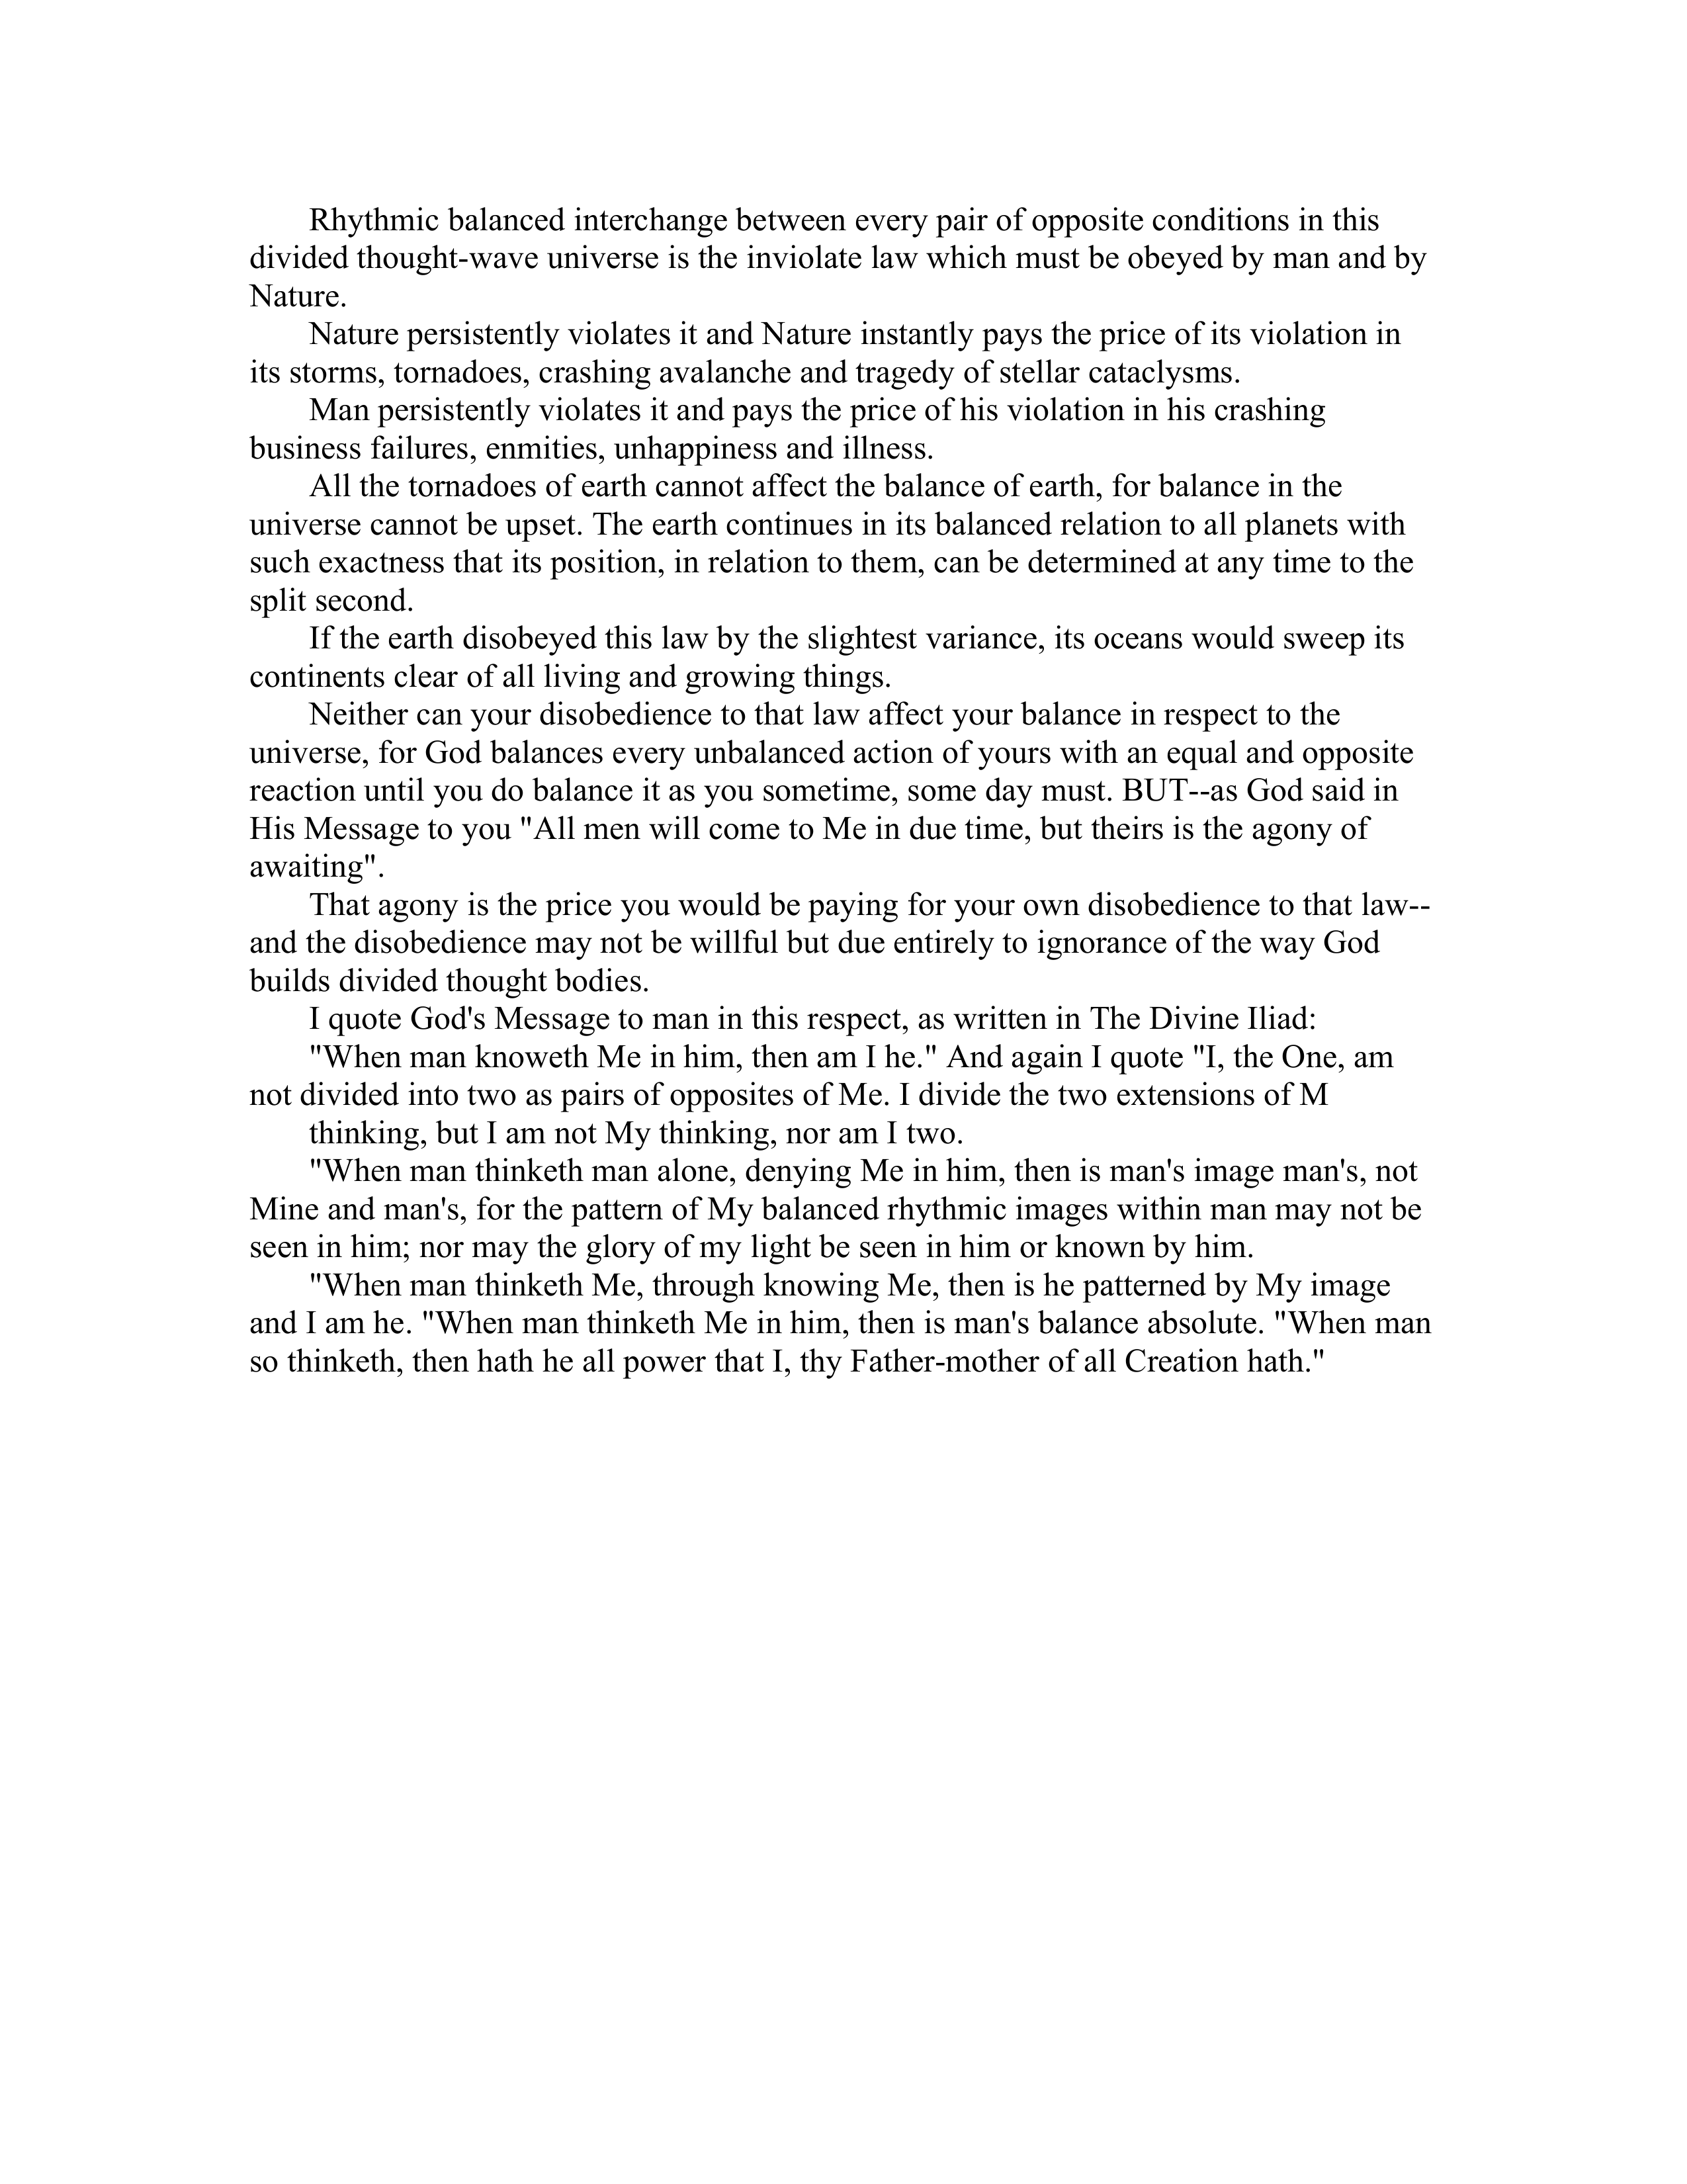 Rhythmic balanced interchange between every pair of opposite conditions in this
divided thought-wave universe is the inviolate law which must be obeyed by man and by
Nature.
Nature persistently violates it and Nature instantly pays the price of its violation in
its storms, tornadoes, crashing avalanche and tragedy of stellar cataclysms.
Man persistently violates it and pays the price of his violation in his crashing
business failures, enmities, unhappiness and illness.
All the tornadoes of earth cannot affect the balance of earth, for balance in the
universe cannot be upset. The earth continues in its balanced relation to all planets with
such exactness that its position, in relation to them, can be determined at any time to the
split second.
If the earth disobeyed this law by the slightest variance, its oceans would sweep its
continents clear of all living and growing things.
Neither can your disobedience to that law affect your balance in respect to the
universe, for God balances every unbalanced action of yours with an equal and opposite
reaction until you do balance it as you sometime, some day must. BUT--as God said in
His Message to you "All men will come to Me in due time, but theirs is the agony of
awaiting".
That agony is the price you would be paying for your own disobedience to that law--
and the disobedience may not be willful but due entirely to ignorance of the way God
builds divided thought bodies.
I quote God's Message to man in this respect, as written in The Divine Iliad:
"When man knoweth Me in him, then am I he." And again I quote "I, the One, am
not divided into two as pairs of opposites of Me. I divide the two extensions of M
thinking, but I am not My thinking, nor am I two.
"When man thinketh man alone, denying Me in him, then is man's image man's, not
Mine and man's, for the pattern of My balanced rhythmic images within man may not be
seen in him; nor may the glory of my light be seen in him or known by him.
"When man thinketh Me, through knowing Me, then is he patterned by My image
and I am he. "When man thinketh Me in him, then is man's balance absolute. "When man
so thinketh, then hath he all power that I, thy Father-mother of all Creation hath."